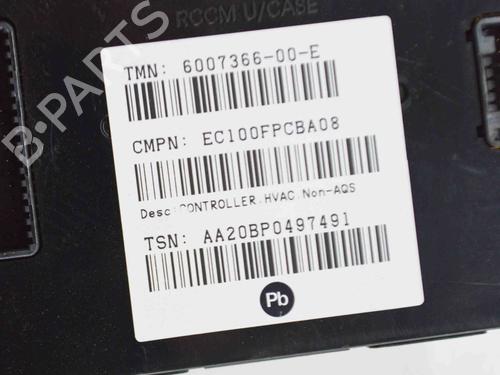 RCCM U/CASE
TMN: 6007366-00-E
CMPN: EC100FPCBA08
Desc:CONTROLLER,HVAC,Non-AQS
TSN: AA20BP0497491
Pb
B-PARTS